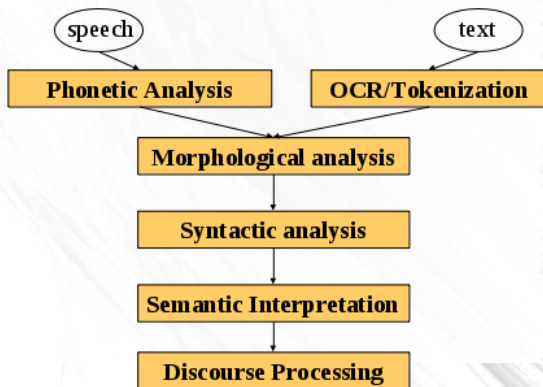 speech
text
Phonetic Analysis
OCR/Tokenization
Morphological analysis
Syntactic analysis
Semantic Interpretation
Discourse Processing